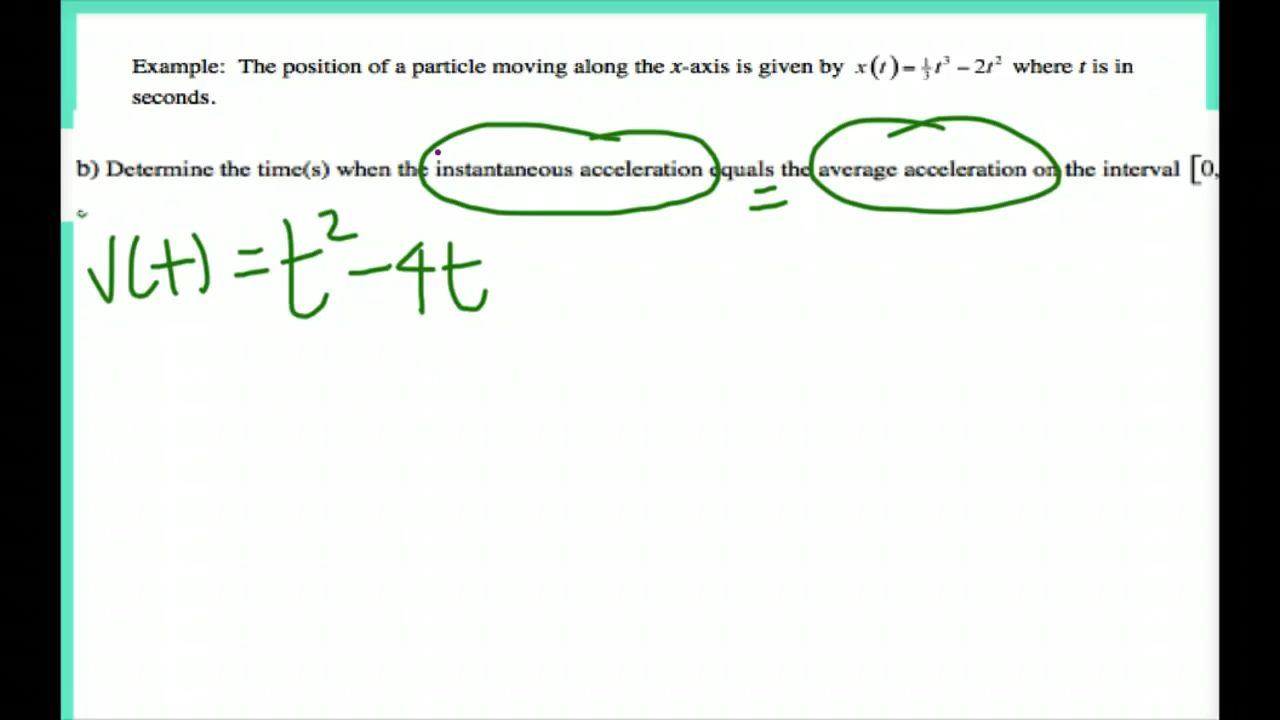 Example: The position of a particle moving along the x-axis is given by x(t) = ⅓t³ − 2t² where t is in
seconds.
b) Determine the time(s) when the instantaneous acceleration equals the average acceleration on the interval [0,
=
v(t) = t² − 4t